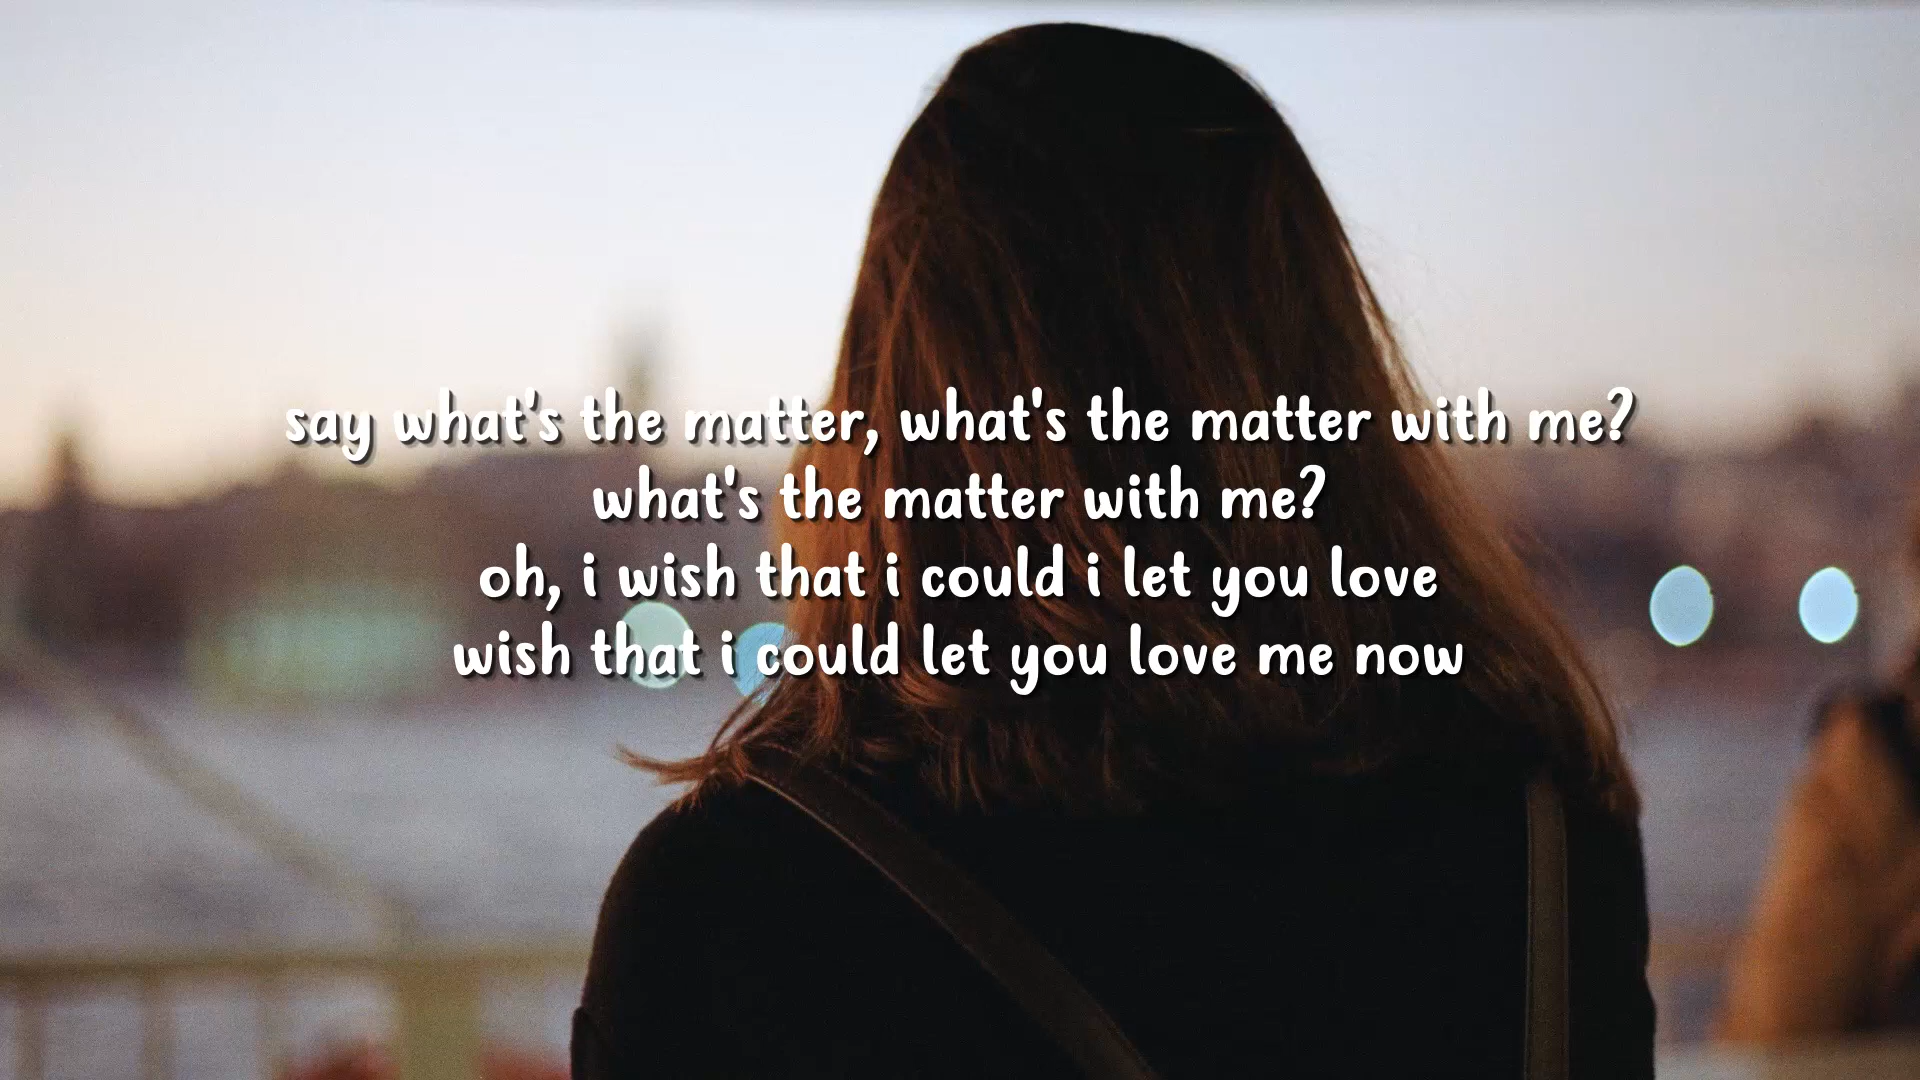 say what's the matter, what's the matter with me?
what's the matter with me?
oh, i wish that i could i let you love
wish that i could let you love me now